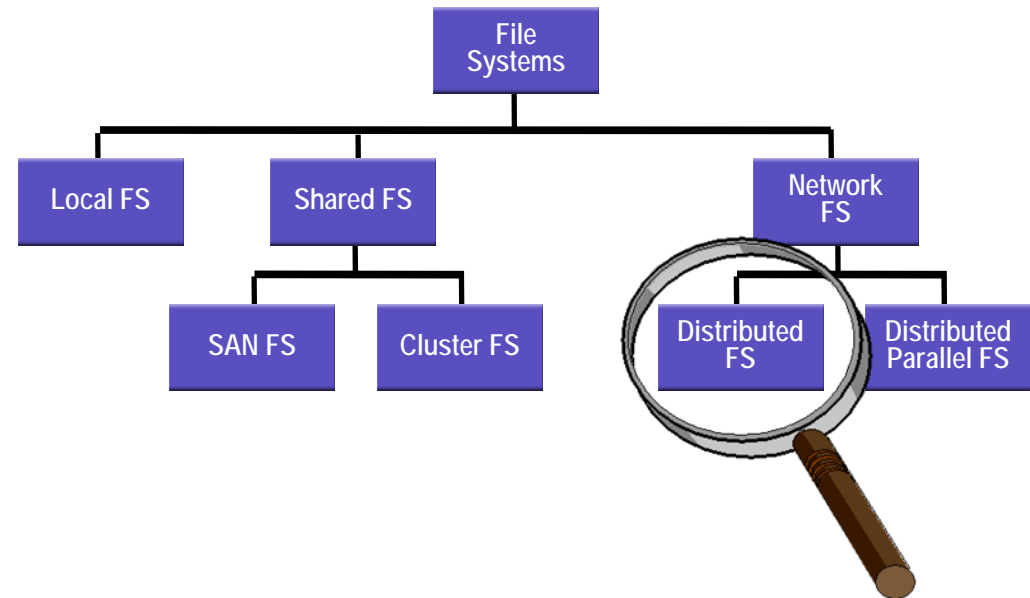 File
Systems
Local FS
Shared FS
Network
FS
SAN FS
Cluster FS
Distributed
FS
Distributed
Parallel FS